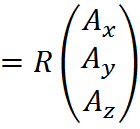 = R ( A_x
A_y
A_z )